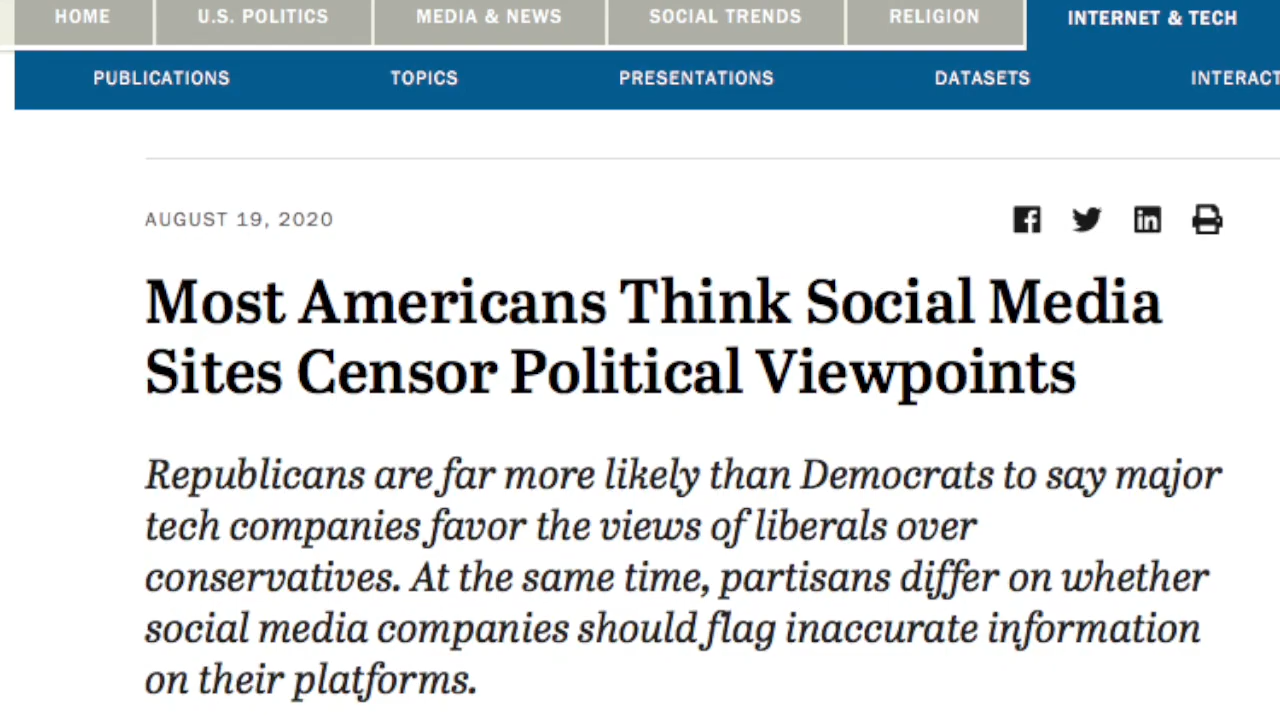 HOME U.S. POLITICS MEDIA & NEWS SOCIAL TRENDS RELIGION INTERNET & TECH
PUBLICATIONS TOPICS PRESENTATIONS DATASETS INTERACT
AUGUST 19, 2020
Most Americans Think Social Media
Sites Censor Political Viewpoints
Republicans are far more likely than Democrats to say major
tech companies favor the views of liberals over
conservatives. At the same time, partisans differ on whether
social media companies should flag inaccurate information
on their platforms.